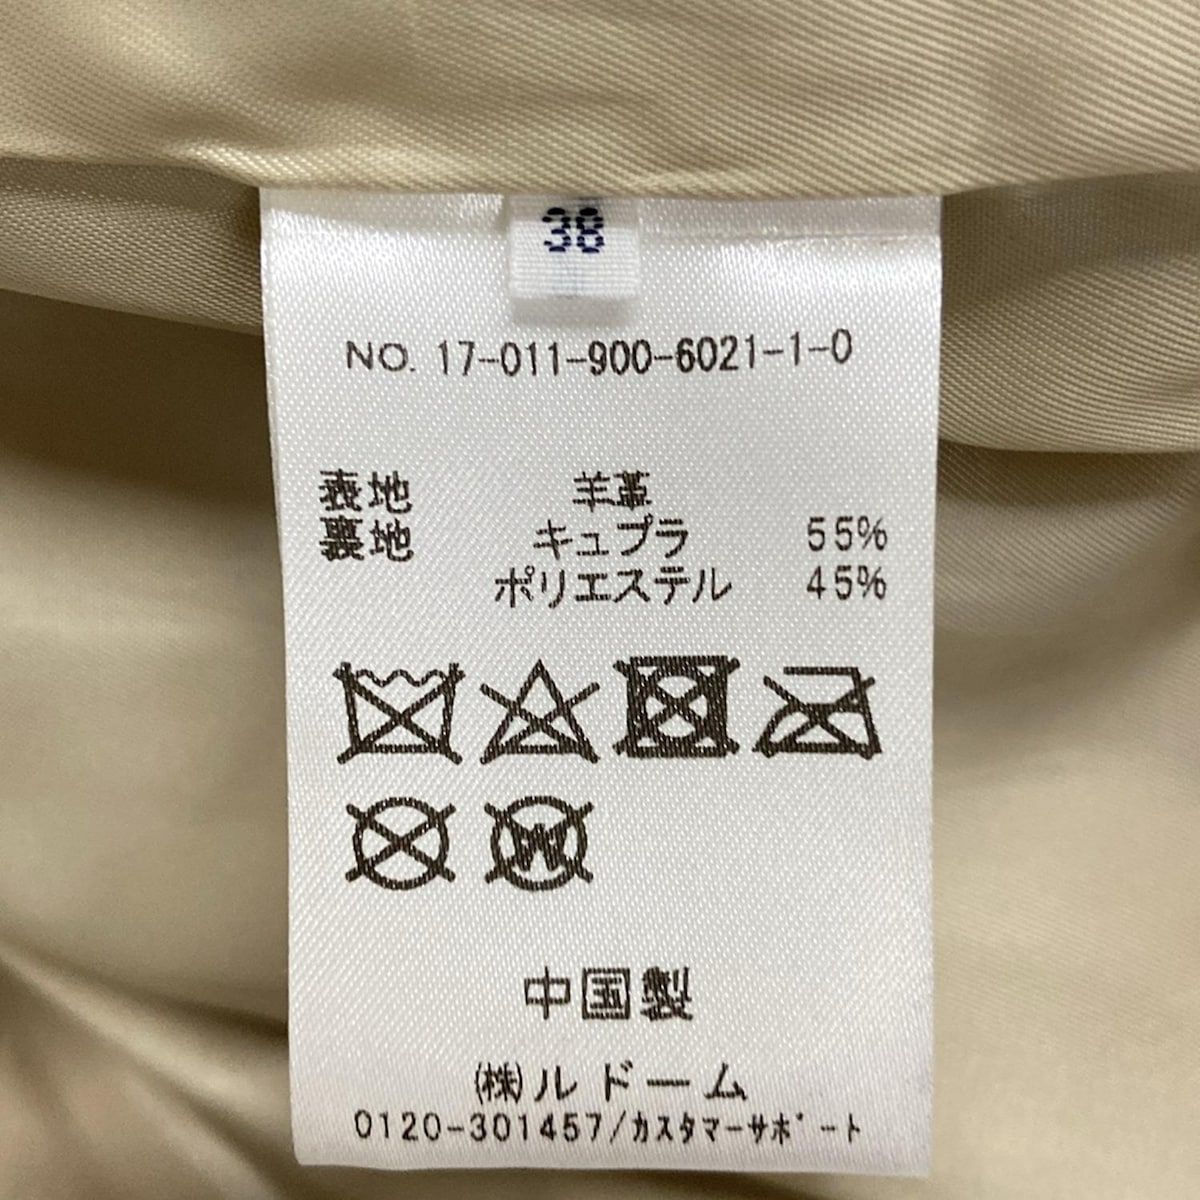 38
NO. 17-011-900-6021-1-0
表地 羊革
裏地 キュプラ 55%
ポリエステル 45%
W
中国製
(株)ルドーム
0120-301457/カスタマーサポート